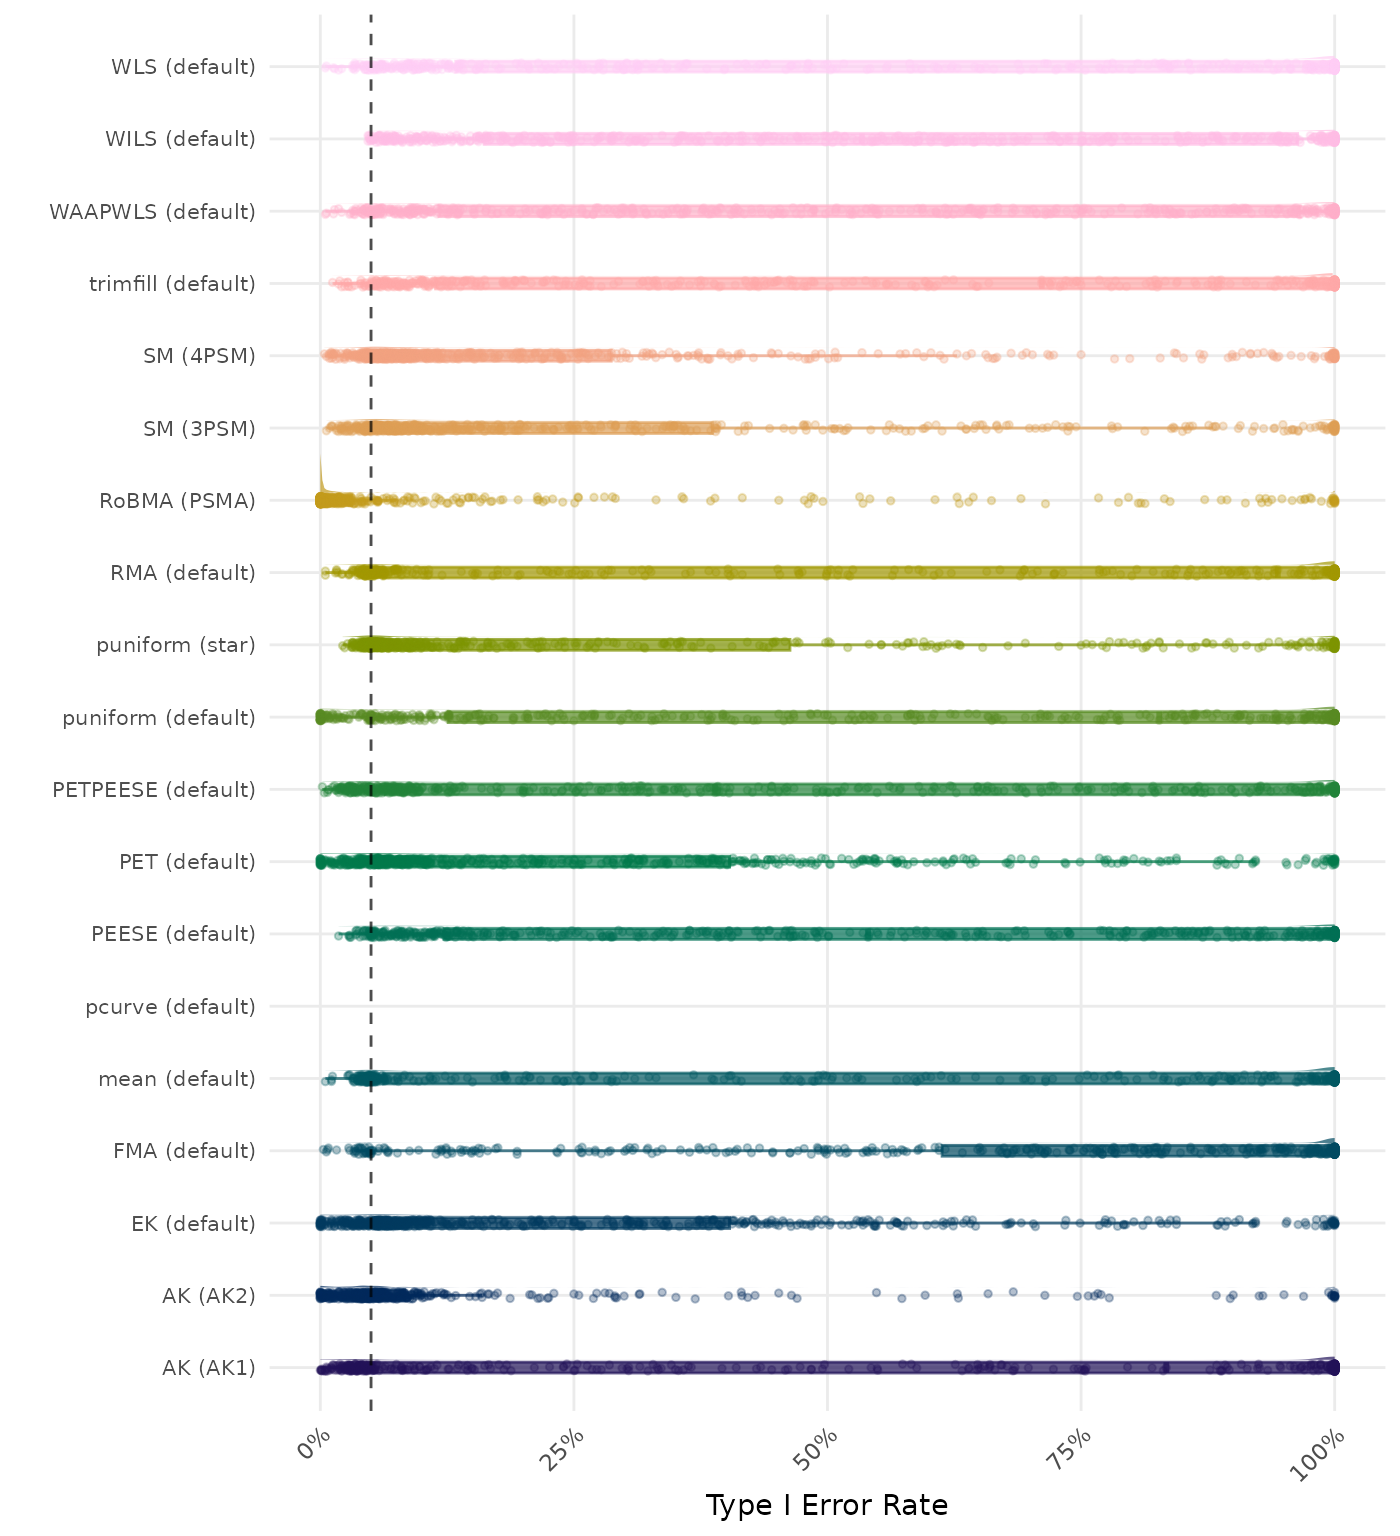 WLS (default)
WILS (default)
WAAPWLS (default)
trimfill (default)
SM (4PSM)
SM (3PSM)
RoBMA (PSMA)
RMA (default)
puniform (star)
puniform (default)
PETPEESE (default)
PET (default)
PEESE (default)
pcurve (default)
mean (default)
FMA (default)
EK (default)
AK (AK2)
AK (AK1)
0%
25%
50%
75%
100%
Type I Error Rate